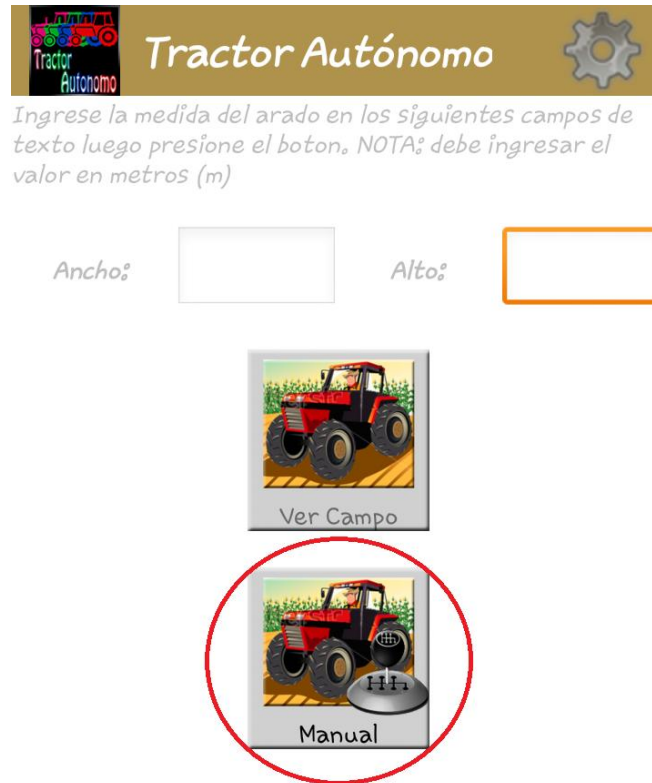 Tractor
Autonomo
Tractor Autónomo
Ingrese la medida del arado en los siguientes campos de
texto luego presione el boton. NOTA: debe ingresar el
valor en metros (m)
Ancho:
Alto:
Ver Campo
Manual